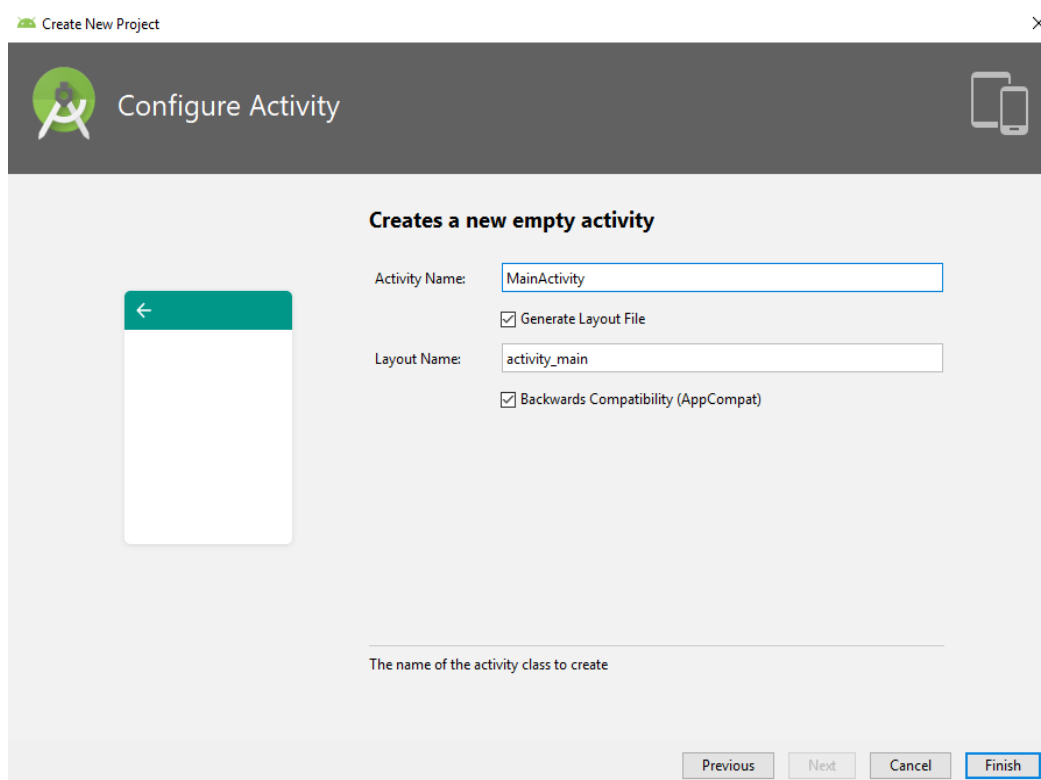 Create New Project
Configure Activity
Creates a new empty activity
Activity Name: MainActivity
Generate Layout File
Layout Name: activity_main
Backwards Compatibility (AppCompat)
The name of the activity class to create
Previous Next Cancel Finish